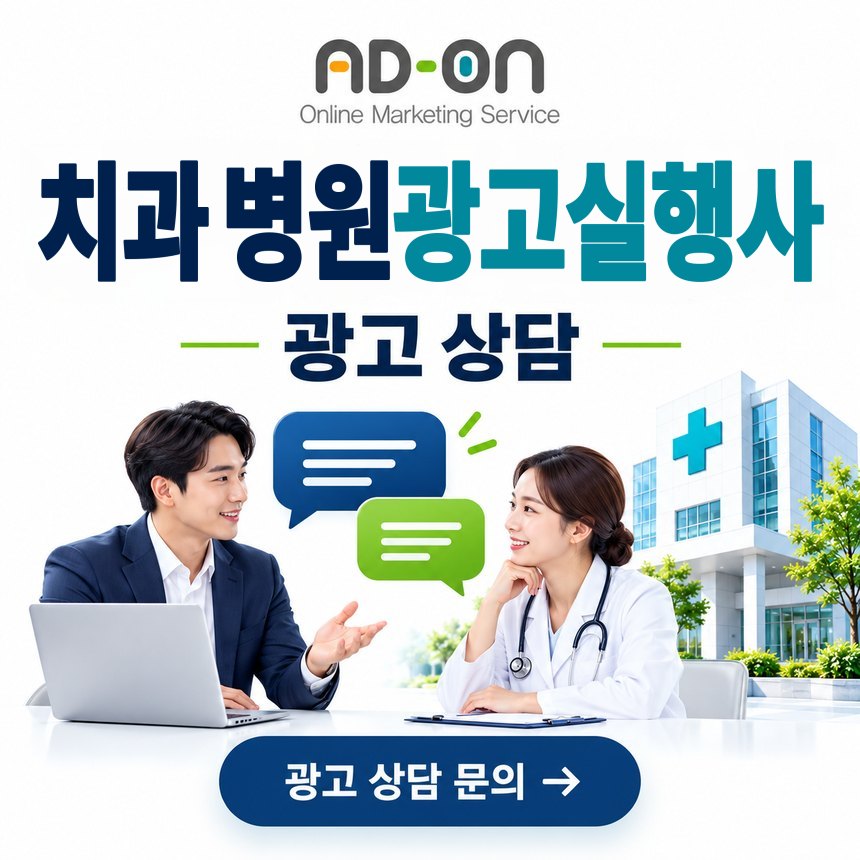 AD-ON
Online Marketing Service
치과 병원광고실행사
광고 상담
광고 상담 문의 →